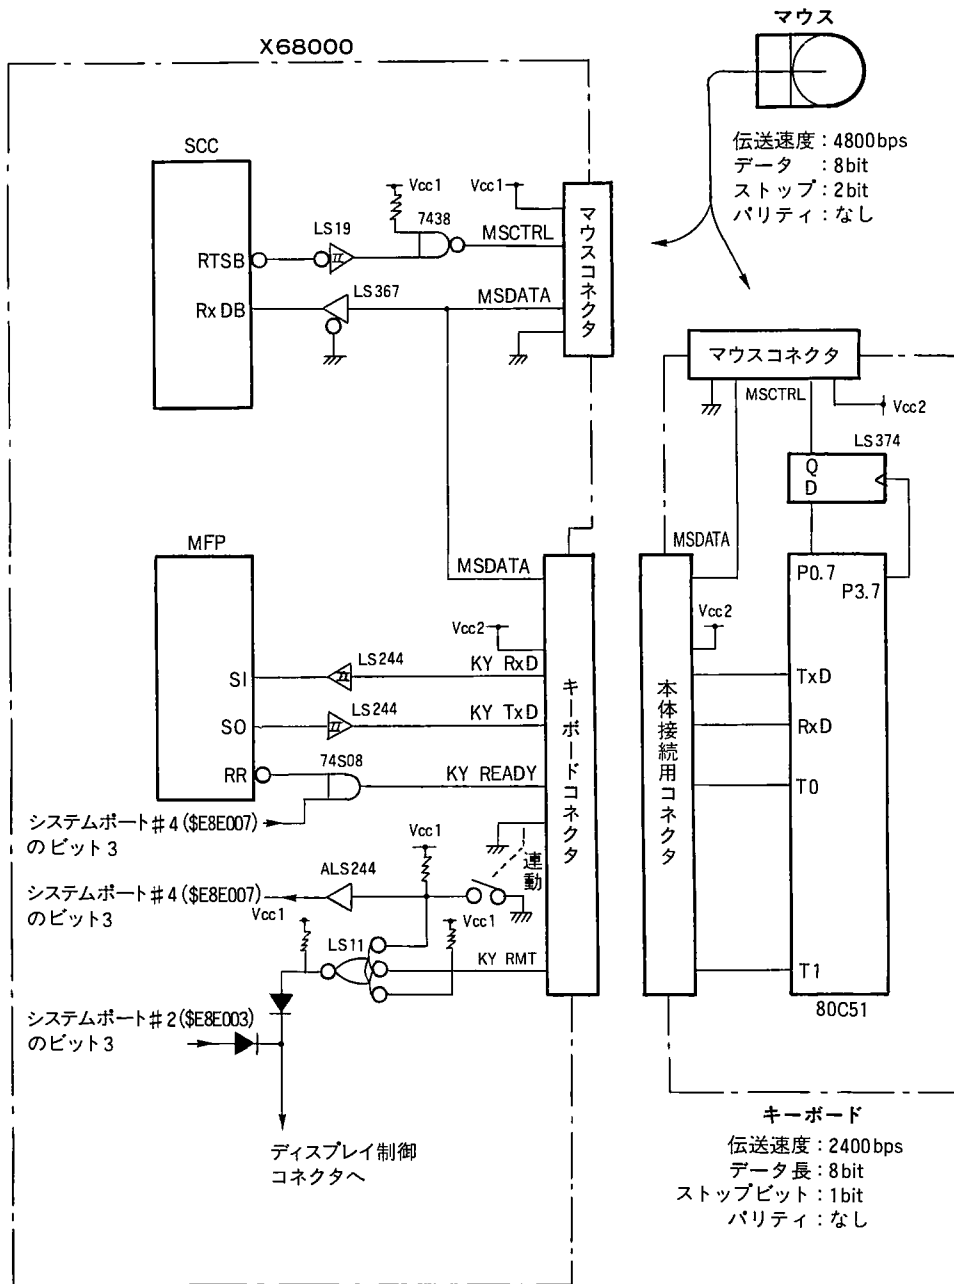 マウス
X68000
伝送速度：4800bps
データ　：8bit
ストップ：2bit
パリティ：なし
SCC
Vcc1
Vcc1
LS19
7438
MSCTRL
RTSB
LS367
MSDATA
RxDB
マウスコネクタ
マウスコネクタ
MSCTRL
Vcc2
LS374
Q
D
MSDATA
P0.7
P3.7
MFP
MSDATA
Vcc2
Vcc2
LS244
KY RxD
SI
TxD
LS244
KY TxD
SO
RxD
74S08
RR
KY READY
T0
キーボードコネクタ
本体接続用コネクタ
システムポート#4($E8E007)
のビット3
Vcc1
連動
ALS244
システムポート#4($E8E007)
のビット3
Vcc1
Vcc1
LS11
KY RMT
T1
80C51
システムポート#2($E8E003)
のビット3
ディスプレイ制御
コネクタへ
キーボード
伝送速度：2400bps
データ長：8bit
ストップビット：1bit
パリティ：なし